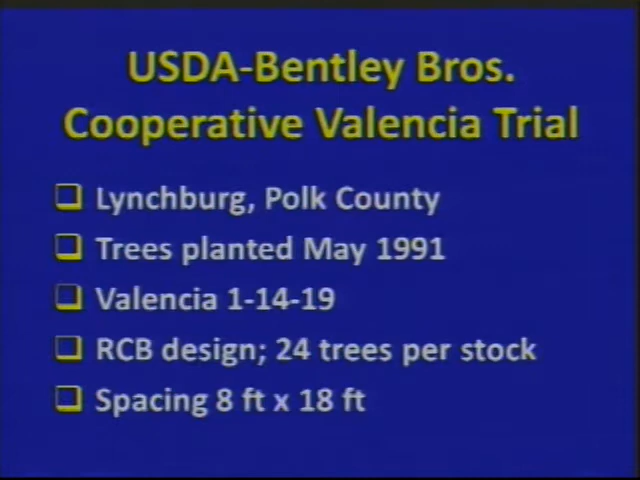 USDA-Bentley Bros.
Cooperative Valencia Trial
Lynchburg, Polk County
Trees planted May 1991
Valencia 1-14-19
RCB design; 24 trees per stock
Spacing 8 ft x 18 ft